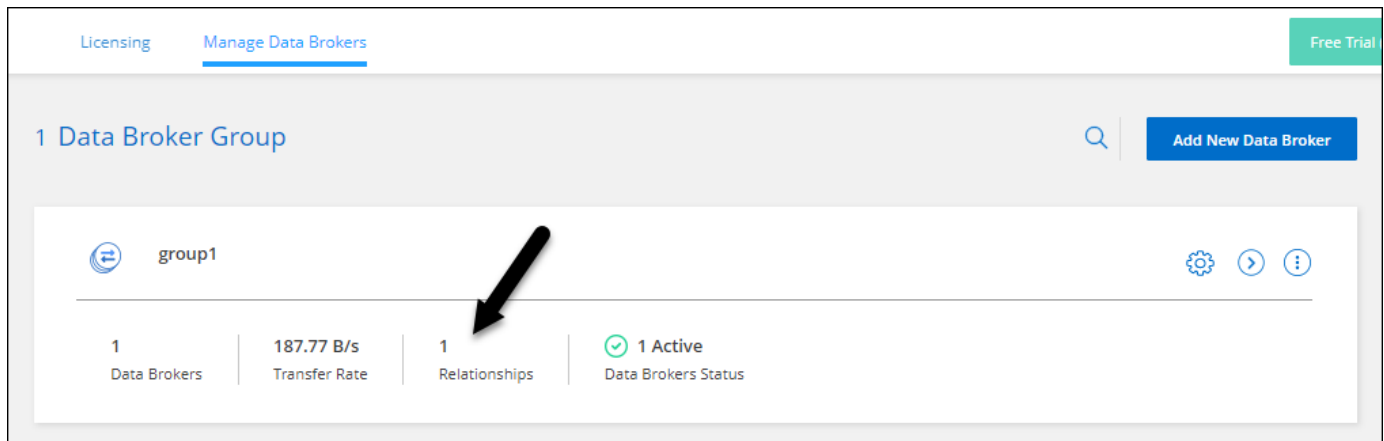 Licensing Manage Data Brokers
Free Trial
1 Data Broker Group
Add New Data Broker
group1
1 187.77 B/s 1 1 Active
Data Brokers Transfer Rate Relationships Data Brokers Status